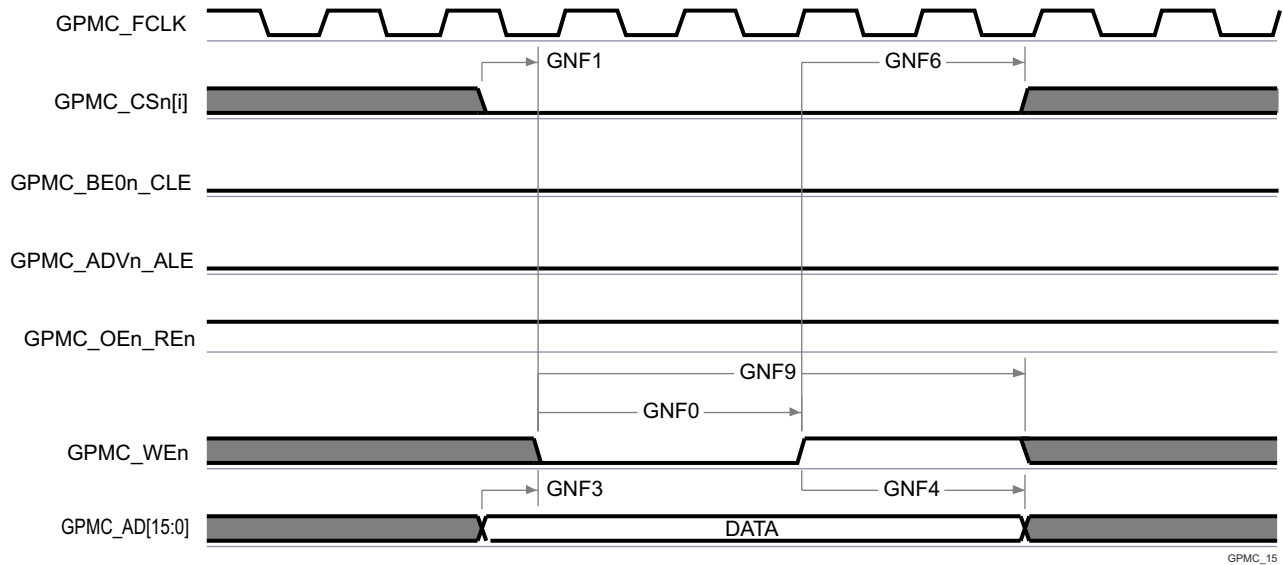 GPMC_FCLK
GNF1
GNF6
GPMC_CSn[i]
GPMC_BE0n_CLE
GPMC_ADVn_ALE
GPMC_OEn_REn
GNF9
GNF0
GPMC_WEn
GNF3
GNF4
GPMC_AD[15:0]
DATA
GPMC_15